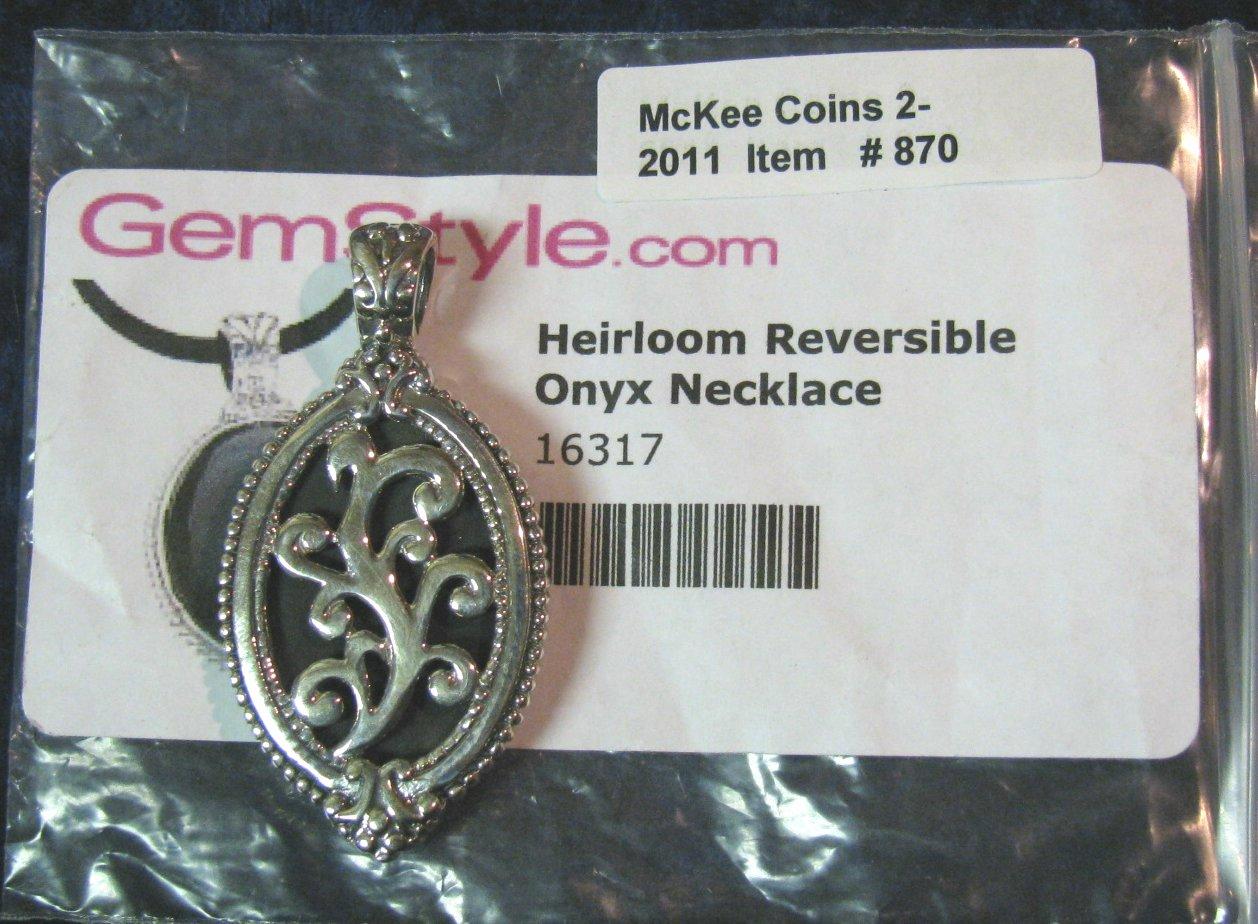 McKee Coins 2-
2011 Item # 870
GemStyle.com
Heirloom Reversible
Onyx Necklace
16317